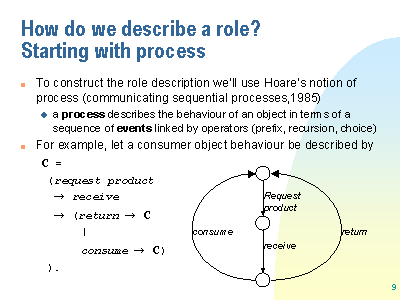 How do we describe a role?
Starting with process
To construct the role description we'll use Hoare's notion of
process (communicating sequential processes,1985)
a process describes the behaviour of an object in terms of a
sequence of events linked by operators (prefix, recursion, choice)
For example, let a consumer object behaviour be described by
C =
(request product
→ receive
→ (return → C
|
consume → C)
).
Request
product
consume
return
receive
9